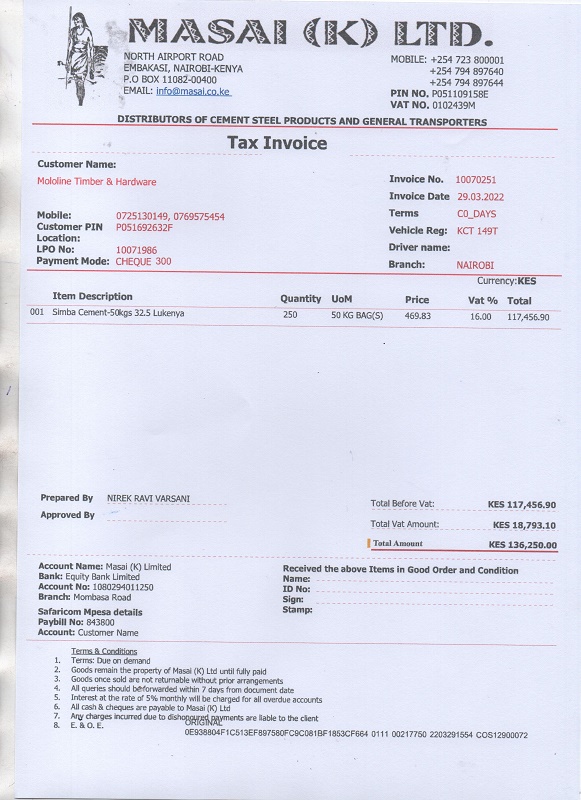 MASAI (K) LTD.
NORTH AIRPORT ROAD
EMBAKASI, NAIROBI-KENYA
P.O BOX 11082-00400
EMAIL: info@masai.co.ke
MOBILE: +254 723 800001
+254 794 897640
+254 794 897644
PIN NO. P051109158E
VAT NO. 0102439M
DISTRIBUTORS OF CEMENT STEEL PRODUCTS AND GENERAL TRANSPORTERS
Tax Invoice
Customer Name:
Mololine Timber & Hardware
Mobile: 0725130149, 0769575454
Customer PIN P051692632F
Location:
LPO No: 10071986
Payment Mode: CHEQUE 300
Invoice No. 10070251
Invoice Date 29.03.2022
Terms C0_DAYS
Vehicle Reg: KCT 149T
Driver name:
Branch: NAIROBI
Currency:KES
Item Description Quantity UoM Price Vat % Total
001 Simba Cement-50kgs 32.5 Lukenya 250 50 KG BAG(S) 469.83 16.00 117,456.90
Prepared By NIREK RAVI VARSANI
Approved By
Total Before Vat: KES 117,456.90
Total Vat Amount: KES 18,793.10
Total Amount KES 136,250.00
Account Name: Masai (K) Limited
Bank: Equity Bank Limited
Account No: 1080294011250
Branch: Mombasa Road
Safaricom Mpesa details
Paybill No: 843800
Account: Customer Name
Received the above Items in Good Order and Condition
Name:
ID No:
Sign:
Stamp:
Terms & Conditions
1. Terms: Due on demand
2. Goods remain the property of Masai (K) Ltd until fully paid
3. Goods once sold are not returnable without prior arrangements
4. All queries should be forwarded within 7 days from document date
5. Interest at the rate of 5% monthly will be charged for all overdue accounts
6. All cash & cheques are payable to Masai (K) Ltd
7. Any charges incurred due to dishonoured payments are liable to the client
8. E. & O. E.
ORIGINAL
0E938804F1C513EF897580FC9C081BF1853CF664 0111 00217750 2203291554 COS12900072